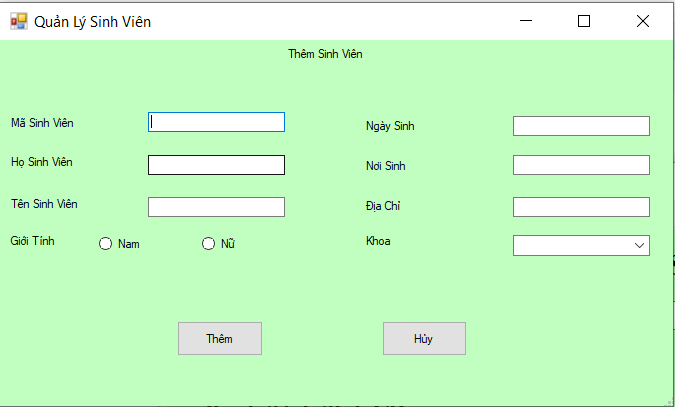 Quản Lý Sinh Viên
Thêm Sinh Viên
Mã Sinh Viên
Ngày Sinh
Họ Sinh Viên
Nơi Sinh
Tên Sinh Viên
Địa Chỉ
Giới Tính
Nam
Nữ
Khoa
Thêm
Hủy